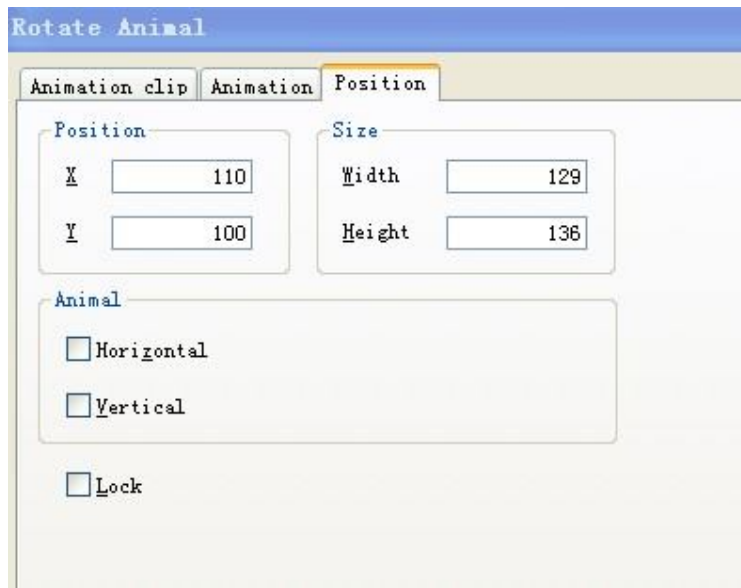 Rotate Animal
Animation clip Animation Position
Position Size
X 110 Width 129
Y 100 Height 136
Animal
Horizontal
Vertical
Lock